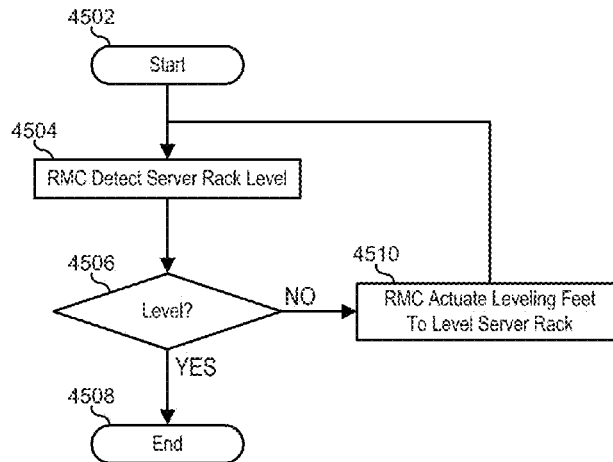 4502
Start
4504
RMC Detect Server Rack Level
4506
Level?
NO
4510
RMC Actuate Leveling Feet
To Level Server Rack
YES
4508
End